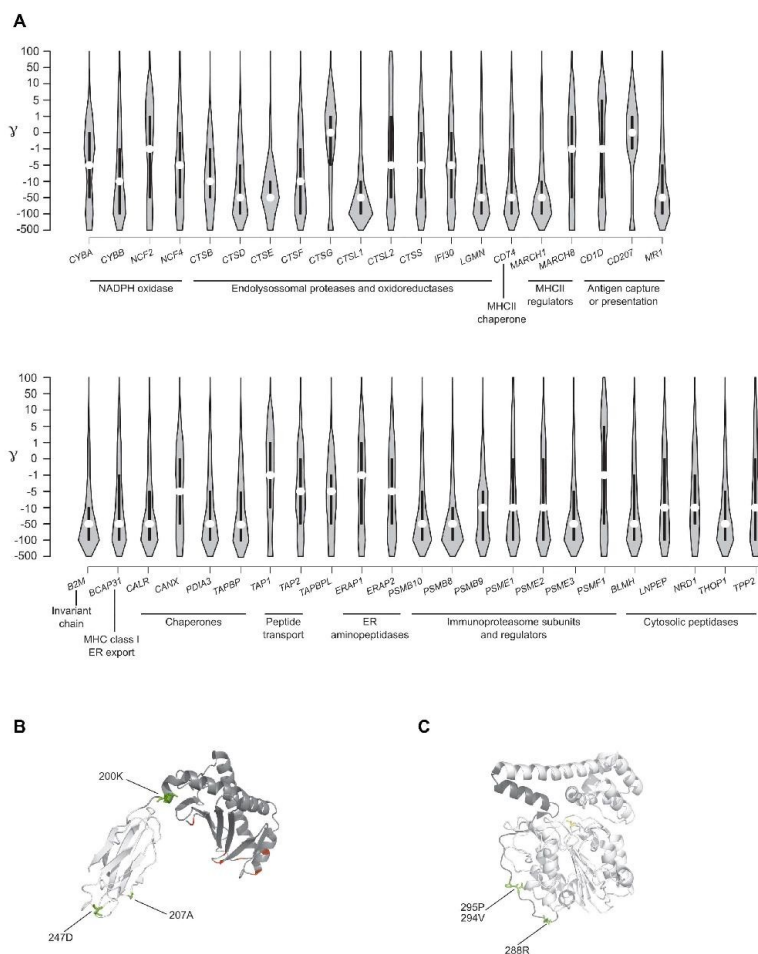 A
100
50
10
5
1
0
-1
-5
-10
-50
-100
-500
γ
CYBA CYBB NCF2 NCF4 CTSB CTSD CTSE CTSF CTSG CTSL1 CTSL2 CTSS IFI30 LGMN CD74 MARCH1 MARCH8 CD1D CD207 MR1
NADPH oxidase Endolysossomal proteases and oxidoreductases MHCII regulators Antigen capture or presentation
MHCII
chaperone
100
50
10
5
1
0
-1
-5
-10
-50
-100
-500
γ
B2M BCAP31 CALR CANX PDIA3 TAPBP TAP1 TAP2 TAPBPL ERAP1 ERAP2 PSMB10 PSMB8 PSMB9 PSME1 PSME2 PSME3 PSMF1 BLMH LNPEP NRD1 THOP1 TPP2
Invariant
chain
MHC class I
ER export
Chaperones
Peptide
transport
ER
aminopeptidases
Immunoproteasome subunits
and regulators
Cytosolic peptidases
B
200K
207A
247D
C
295P
294V
288R